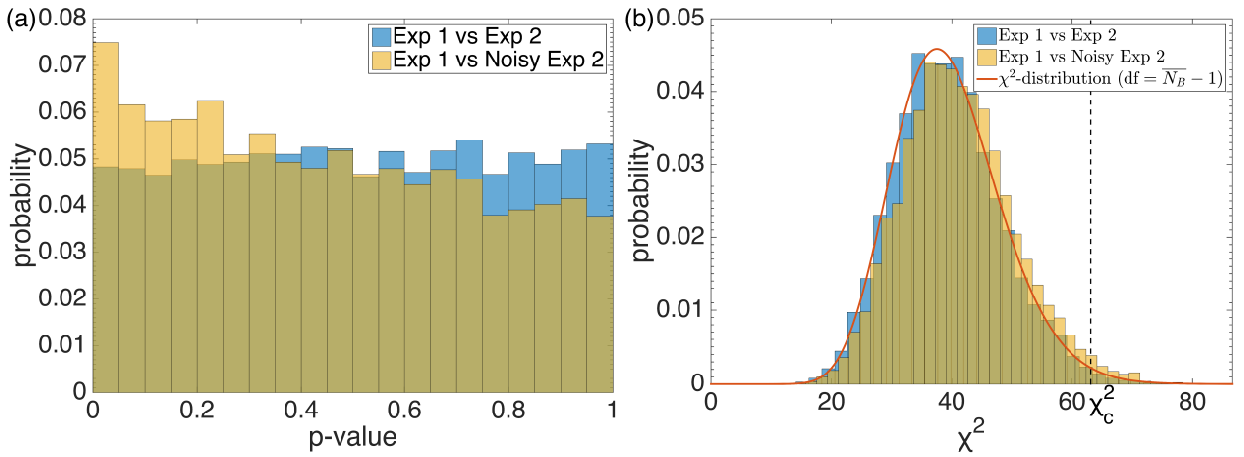 (a)
0.08
0.07
0.06
0.05
0.04
0.03
0.02
0.01
0
probability
Exp 1 vs Exp 2
Exp 1 vs Noisy Exp 2
0 0.2 0.4 0.6 0.8 1
p-value
(b)
0.05
0.04
0.03
0.02
0.01
0
probability
Exp 1 vs Exp 2
Exp 1 vs Noisy Exp 2
χ²-distribution (df = N̅_B̅ − 1)
0 20 40 60 80
χ²_c
χ²